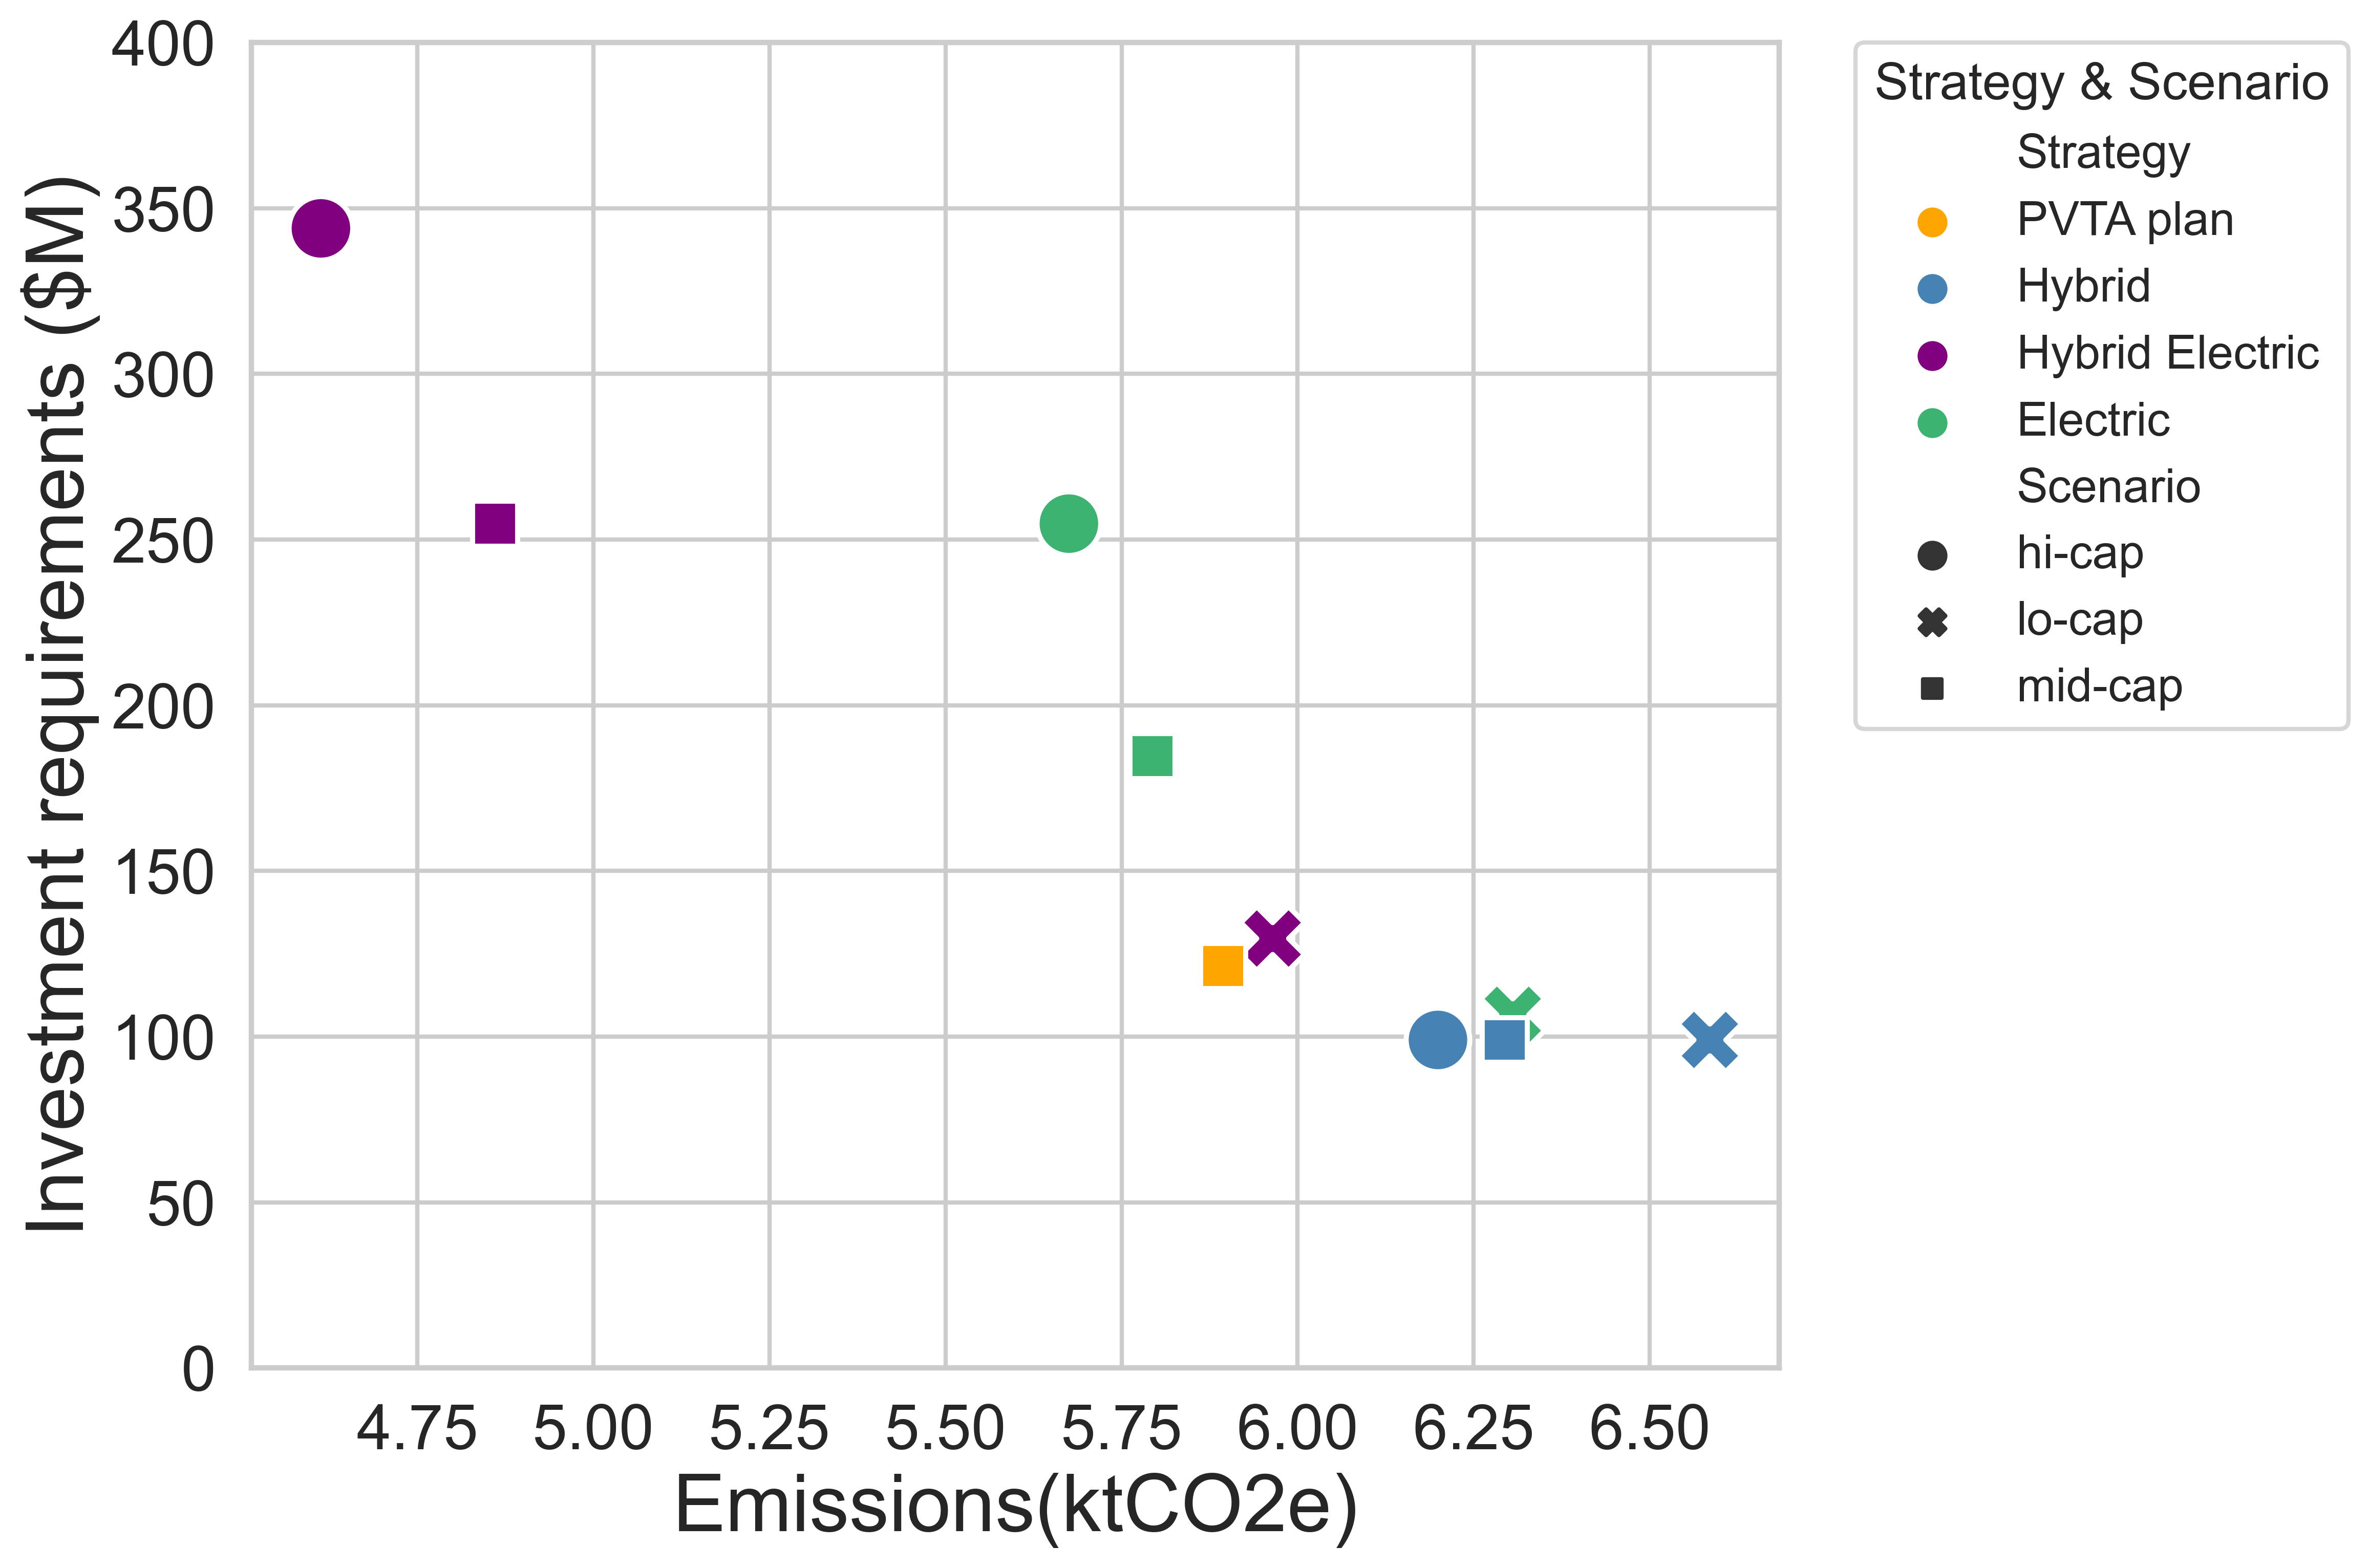 400
350
300
250
200
150
100
50
0
Investment requirements ($M)
4.75 5.00 5.25 5.50 5.75 6.00 6.25 6.50
Emissions(ktCO2e)
Strategy & Scenario
Strategy
PVTA plan
Hybrid
Hybrid Electric
Electric
Scenario
hi-cap
lo-cap
mid-cap